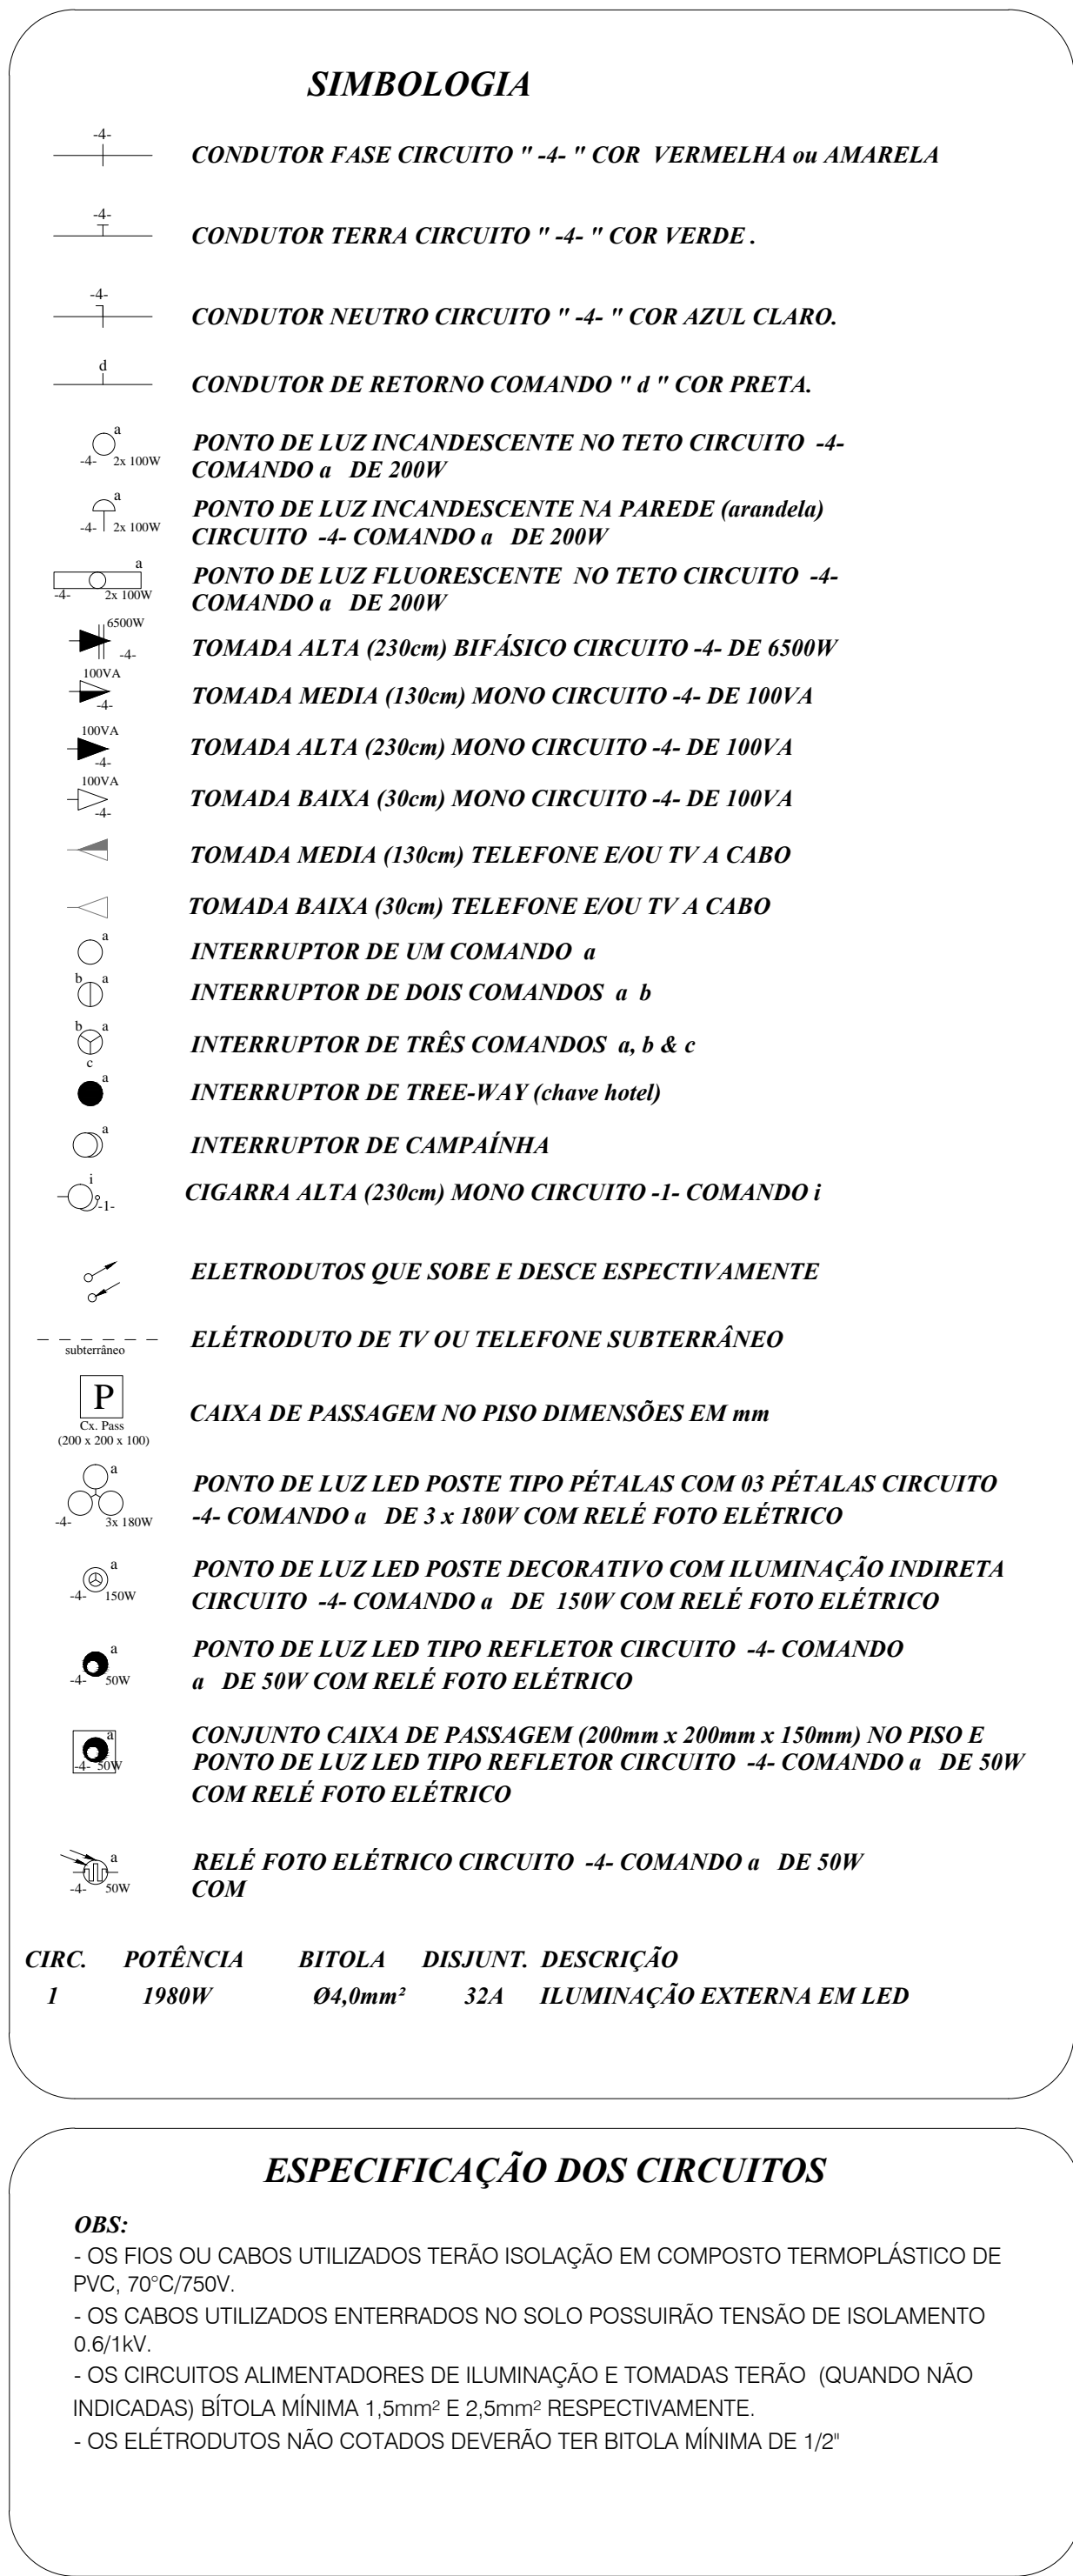 SIMBOLOGIA
-4-
CONDUTOR FASE CIRCUITO " -4- " COR VERMELHA ou AMARELA
-4-
CONDUTOR TERRA CIRCUITO " -4- " COR VERDE .
-4-
CONDUTOR NEUTRO CIRCUITO " -4- " COR AZUL CLARO.
d
CONDUTOR DE RETORNO COMANDO " d " COR PRETA.
a
-4- 2x 100W
PONTO DE LUZ INCANDESCENTE NO TETO CIRCUITO -4-
COMANDO a DE 200W
a
-4- 2x 100W
PONTO DE LUZ INCANDESCENTE NA PAREDE (arandela)
CIRCUITO -4- COMANDO a DE 200W
a
-4- 2x 100W
PONTO DE LUZ FLUORESCENTE NO TETO CIRCUITO -4-
COMANDO a DE 200W
6500W
-4-
TOMADA ALTA (230cm) BIFÁSICO CIRCUITO -4- DE 6500W
100VA
-4-
TOMADA MEDIA (130cm) MONO CIRCUITO -4- DE 100VA
100VA
-4-
TOMADA ALTA (230cm) MONO CIRCUITO -4- DE 100VA
100VA
-4-
TOMADA BAIXA (30cm) MONO CIRCUITO -4- DE 100VA
TOMADA MEDIA (130cm) TELEFONE E/OU TV A CABO
TOMADA BAIXA (30cm) TELEFONE E/OU TV A CABO
a
INTERRUPTOR DE UM COMANDO a
b a
INTERRUPTOR DE DOIS COMANDOS a b
b a
c
INTERRUPTOR DE TRÊS COMANDOS a, b & c
a
INTERRUPTOR DE TREE-WAY (chave hotel)
a
INTERRUPTOR DE CAMPAÍNHA
i
-1-
CIGARRA ALTA (230cm) MONO CIRCUITO -1- COMANDO i
ELETRODUTOS QUE SOBE E DESCE ESPECTIVAMENTE
subterrâneo
ELÉTRODUTO DE TV OU TELEFONE SUBTERRÂNEO
P
Cx. Pass
(200 x 200 x 100)
CAIXA DE PASSAGEM NO PISO DIMENSÕES EM mm
a
-4- 3x 180W
PONTO DE LUZ LED POSTE TIPO PÉTALAS COM 03 PÉTALAS CIRCUITO
-4- COMANDO a DE 3 x 180W COM RELÉ FOTO ELÉTRICO
a
-4- 150W
PONTO DE LUZ LED POSTE DECORATIVO COM ILUMINAÇÃO INDIRETA
CIRCUITO -4- COMANDO a DE 150W COM RELÉ FOTO ELÉTRICO
a
-4- 50W
PONTO DE LUZ LED TIPO REFLETOR CIRCUITO -4- COMANDO
a DE 50W COM RELÉ FOTO ELÉTRICO
a
-4- 50W
CONJUNTO CAIXA DE PASSAGEM (200mm x 200mm x 150mm) NO PISO E
PONTO DE LUZ LED TIPO REFLETOR CIRCUITO -4- COMANDO a DE 50W
COM RELÉ FOTO ELÉTRICO
a
-4- 50W
RELÉ FOTO ELÉTRICO CIRCUITO -4- COMANDO a DE 50W
COM
CIRC. POTÊNCIA BITOLA DISJUNT. DESCRIÇÃO
1 1980W Ø4,0mm² 32A ILUMINAÇÃO EXTERNA EM LED
ESPECIFICAÇÃO DOS CIRCUITOS
OBS:
- OS FIOS OU CABOS UTILIZADOS TERÃO ISOLAÇÃO EM COMPOSTO TERMOPLÁSTICO DE
PVC, 70°C/750V.
- OS CABOS UTILIZADOS ENTERRADOS NO SOLO POSSUIRÃO TENSÃO DE ISOLAMENTO
0.6/1kV.
- OS CIRCUITOS ALIMENTADORES DE ILUMINAÇÃO E TOMADAS TERÃO (QUANDO NÃO
INDICADAS) BÍTOLA MÍNIMA 1,5mm² E 2,5mm² RESPECTIVAMENTE.
- OS ELÉTRODUTOS NÃO COTADOS DEVERÃO TER BITOLA MÍNIMA DE 1/2"